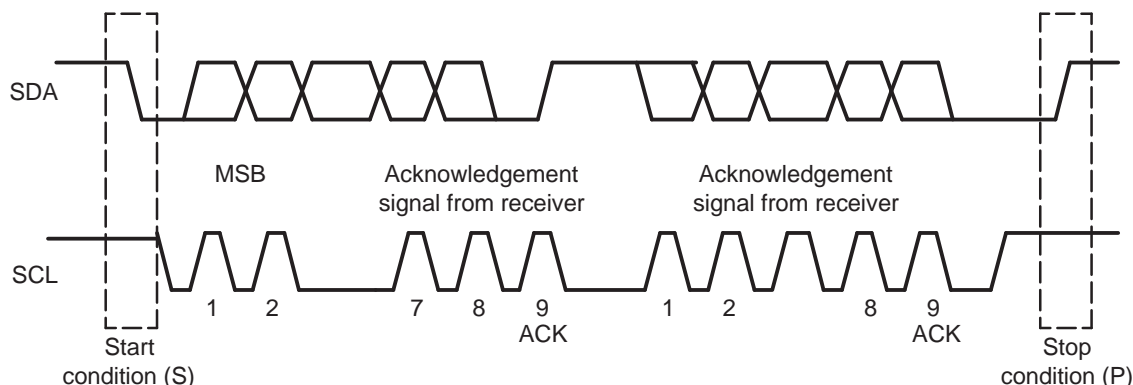 SDA
MSB
Acknowledgement
signal from receiver
Acknowledgement
signal from receiver
SCL
1 2 7 8 9 1 2 8 9
ACK ACK
Start
condition (S)
Stop
condition (P)